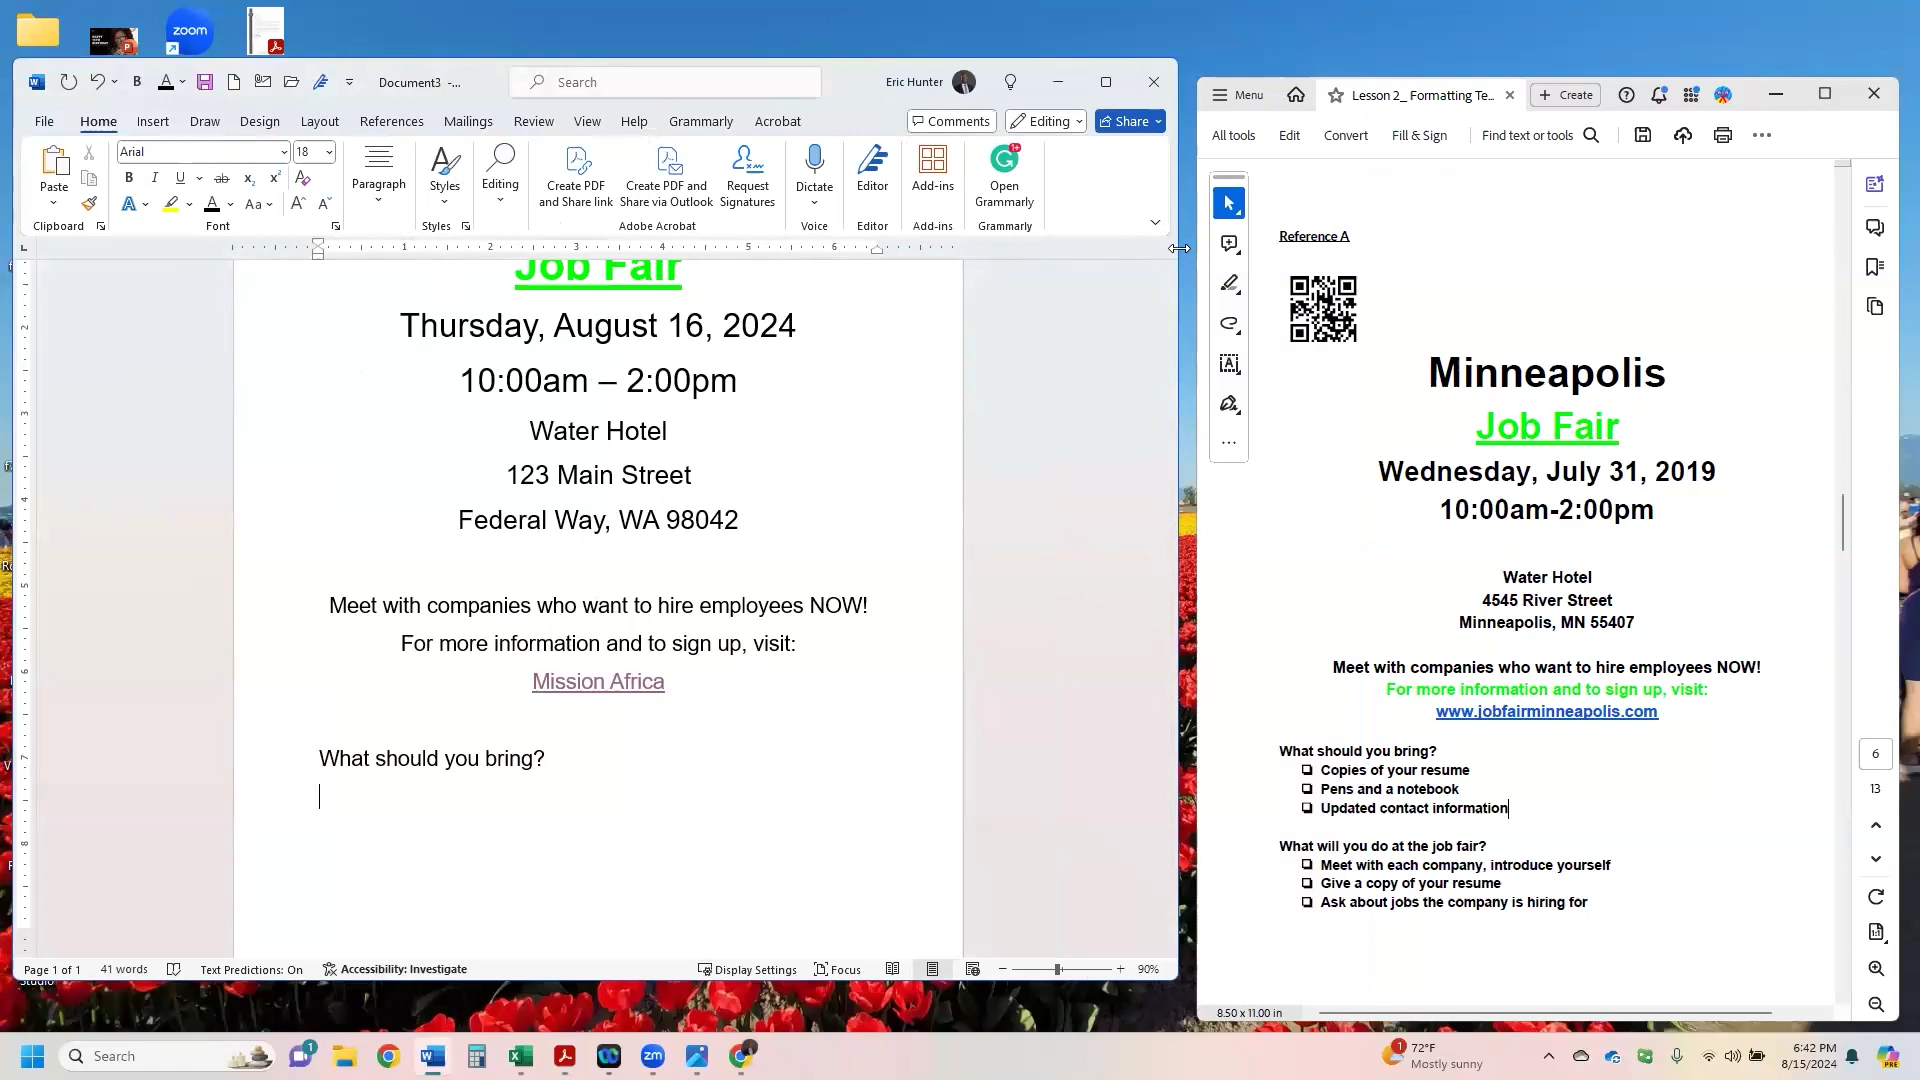 zoom
Document3 -...
Search
Eric Hunter
File Home Insert Draw Design Layout References Mailings Review View Help Grammarly Acrobat
Comments Editing Share
Arial 18
Paste
Paragraph
Styles
Editing
Create PDF and Share link
Create PDF and Share via Outlook
Request Signatures
Dictate
Editor
Add-ins
Open Grammarly
Clipboard Font Styles Adobe Acrobat Voice Editor Add-ins Grammarly
1 2 3 4 5 6
Job Fair
Thursday, August 16, 2024
10:00am – 2:00pm
Water Hotel
123 Main Street
Federal Way, WA 98042
Meet with companies who want to hire employees NOW!
For more information and to sign up, visit:
Mission Africa
What should you bring?
Page 1 of 1 41 words Text Predictions: On Accessibility: Investigate Display Settings Focus 90%
Studio
Menu Lesson 2_ Formatting Te... Create
All tools Edit Convert Fill & Sign Find text or tools
Reference A
Minneapolis
Job Fair
Wednesday, July 31, 2019
10:00am-2:00pm
Water Hotel
4545 River Street
Minneapolis, MN 55407
Meet with companies who want to hire employees NOW!
For more information and to sign up, visit:
www.jobfairminneapolis.com
What should you bring?
❏ Copies of your resume
❏ Pens and a notebook
❏ Updated contact information
What will you do at the job fair?
❏ Meet with each company, introduce yourself
❏ Give a copy of your resume
❏ Ask about jobs the company is hiring for
6
13
8.50 x 11.00 in
Search
72°F
Mostly sunny
6:42 PM
8/15/2024